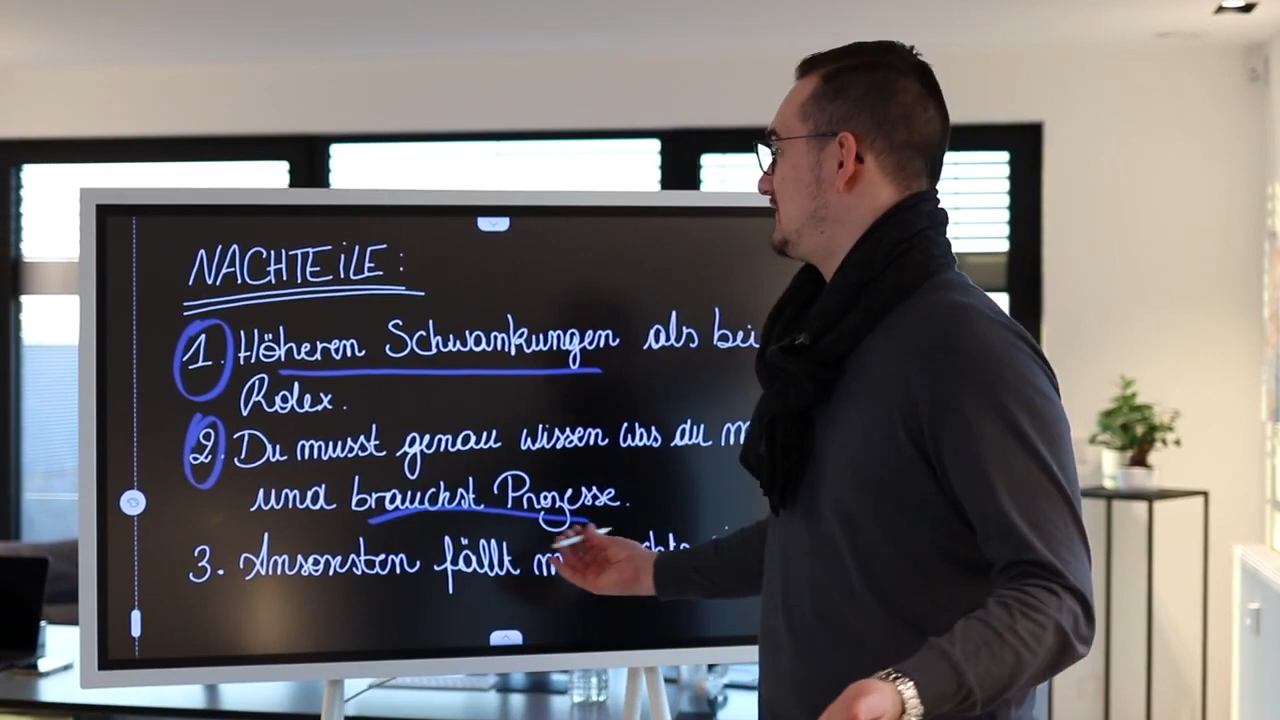 NACHTEILE:
1. Höheren Schwankungen als bei
Rolex.
2. Du musst genau wissen was du
und brauchst Prozesse.
3. Ansonsten fällt